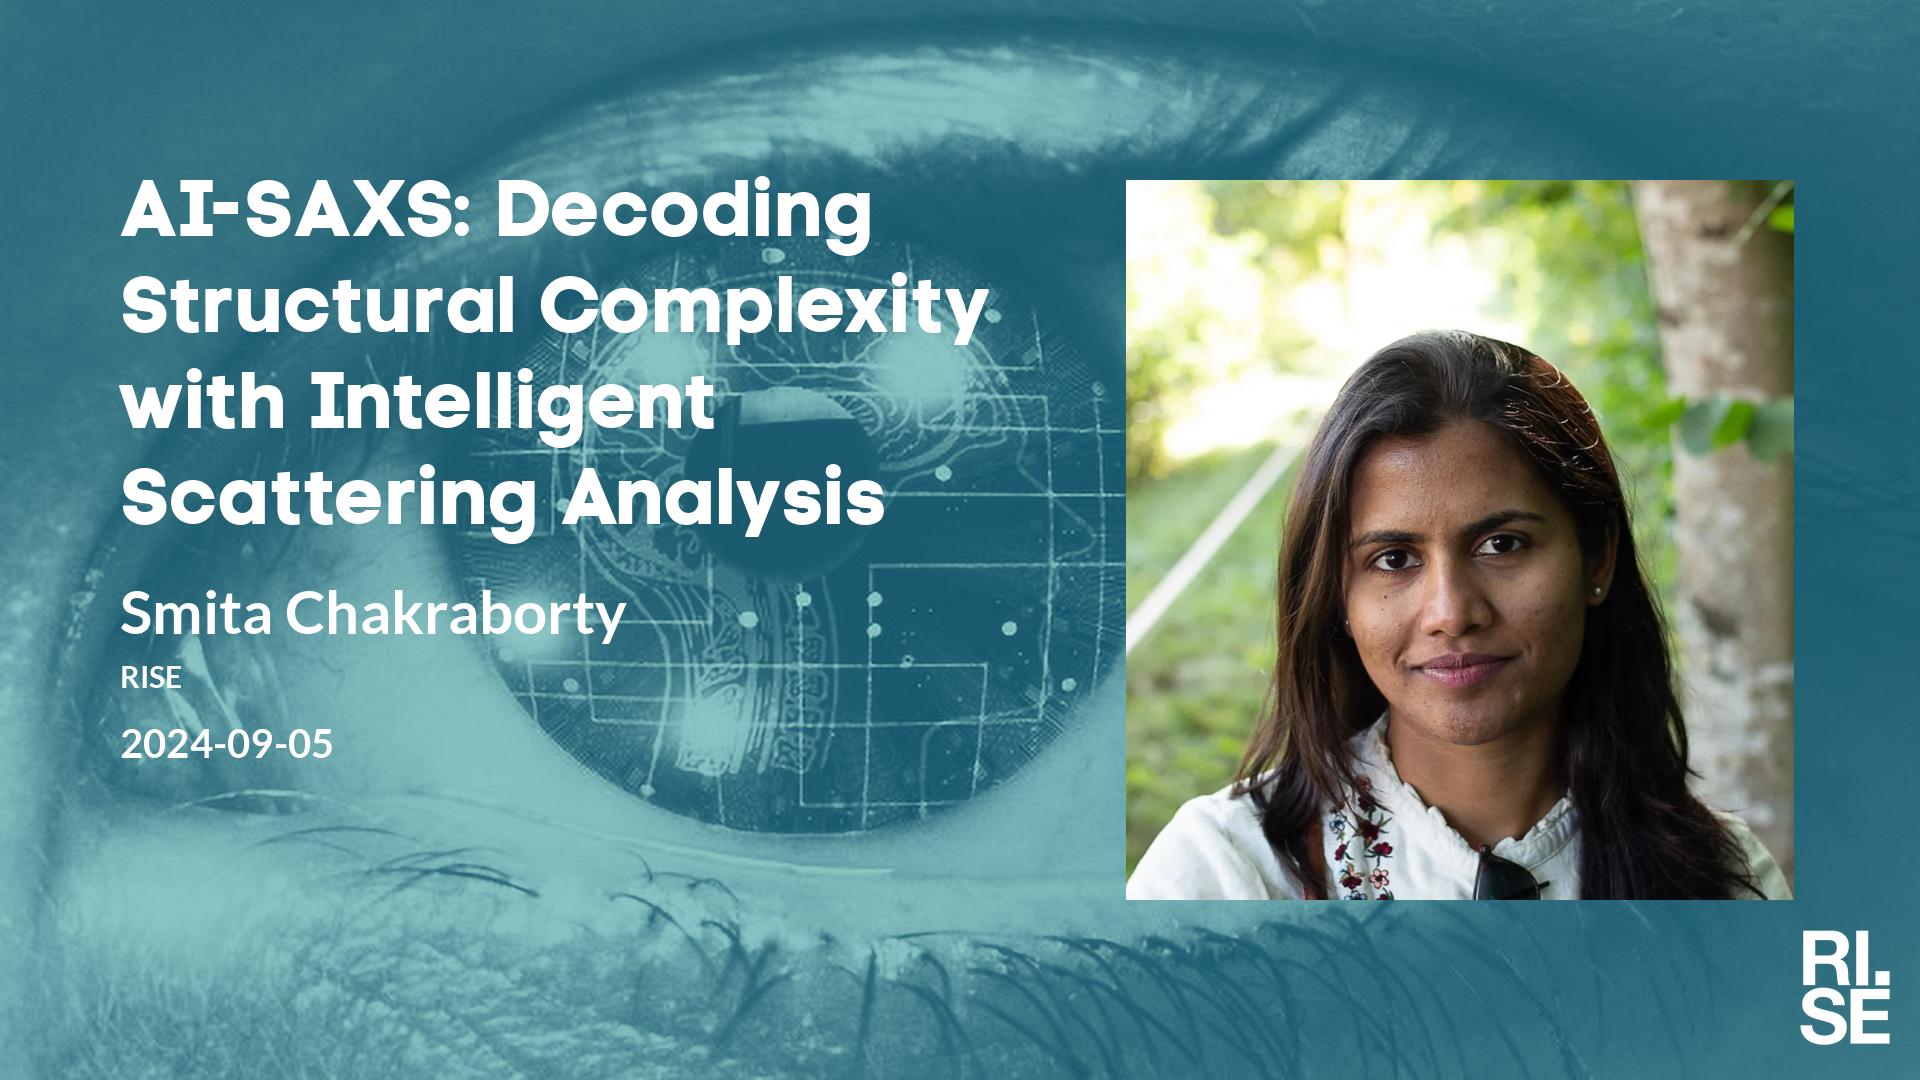 AI-SAXS: Decoding
Structural Complexity
with Intelligent
Scattering Analysis
Smita Chakraborty
RISE
2024-09-05
RI.
SE